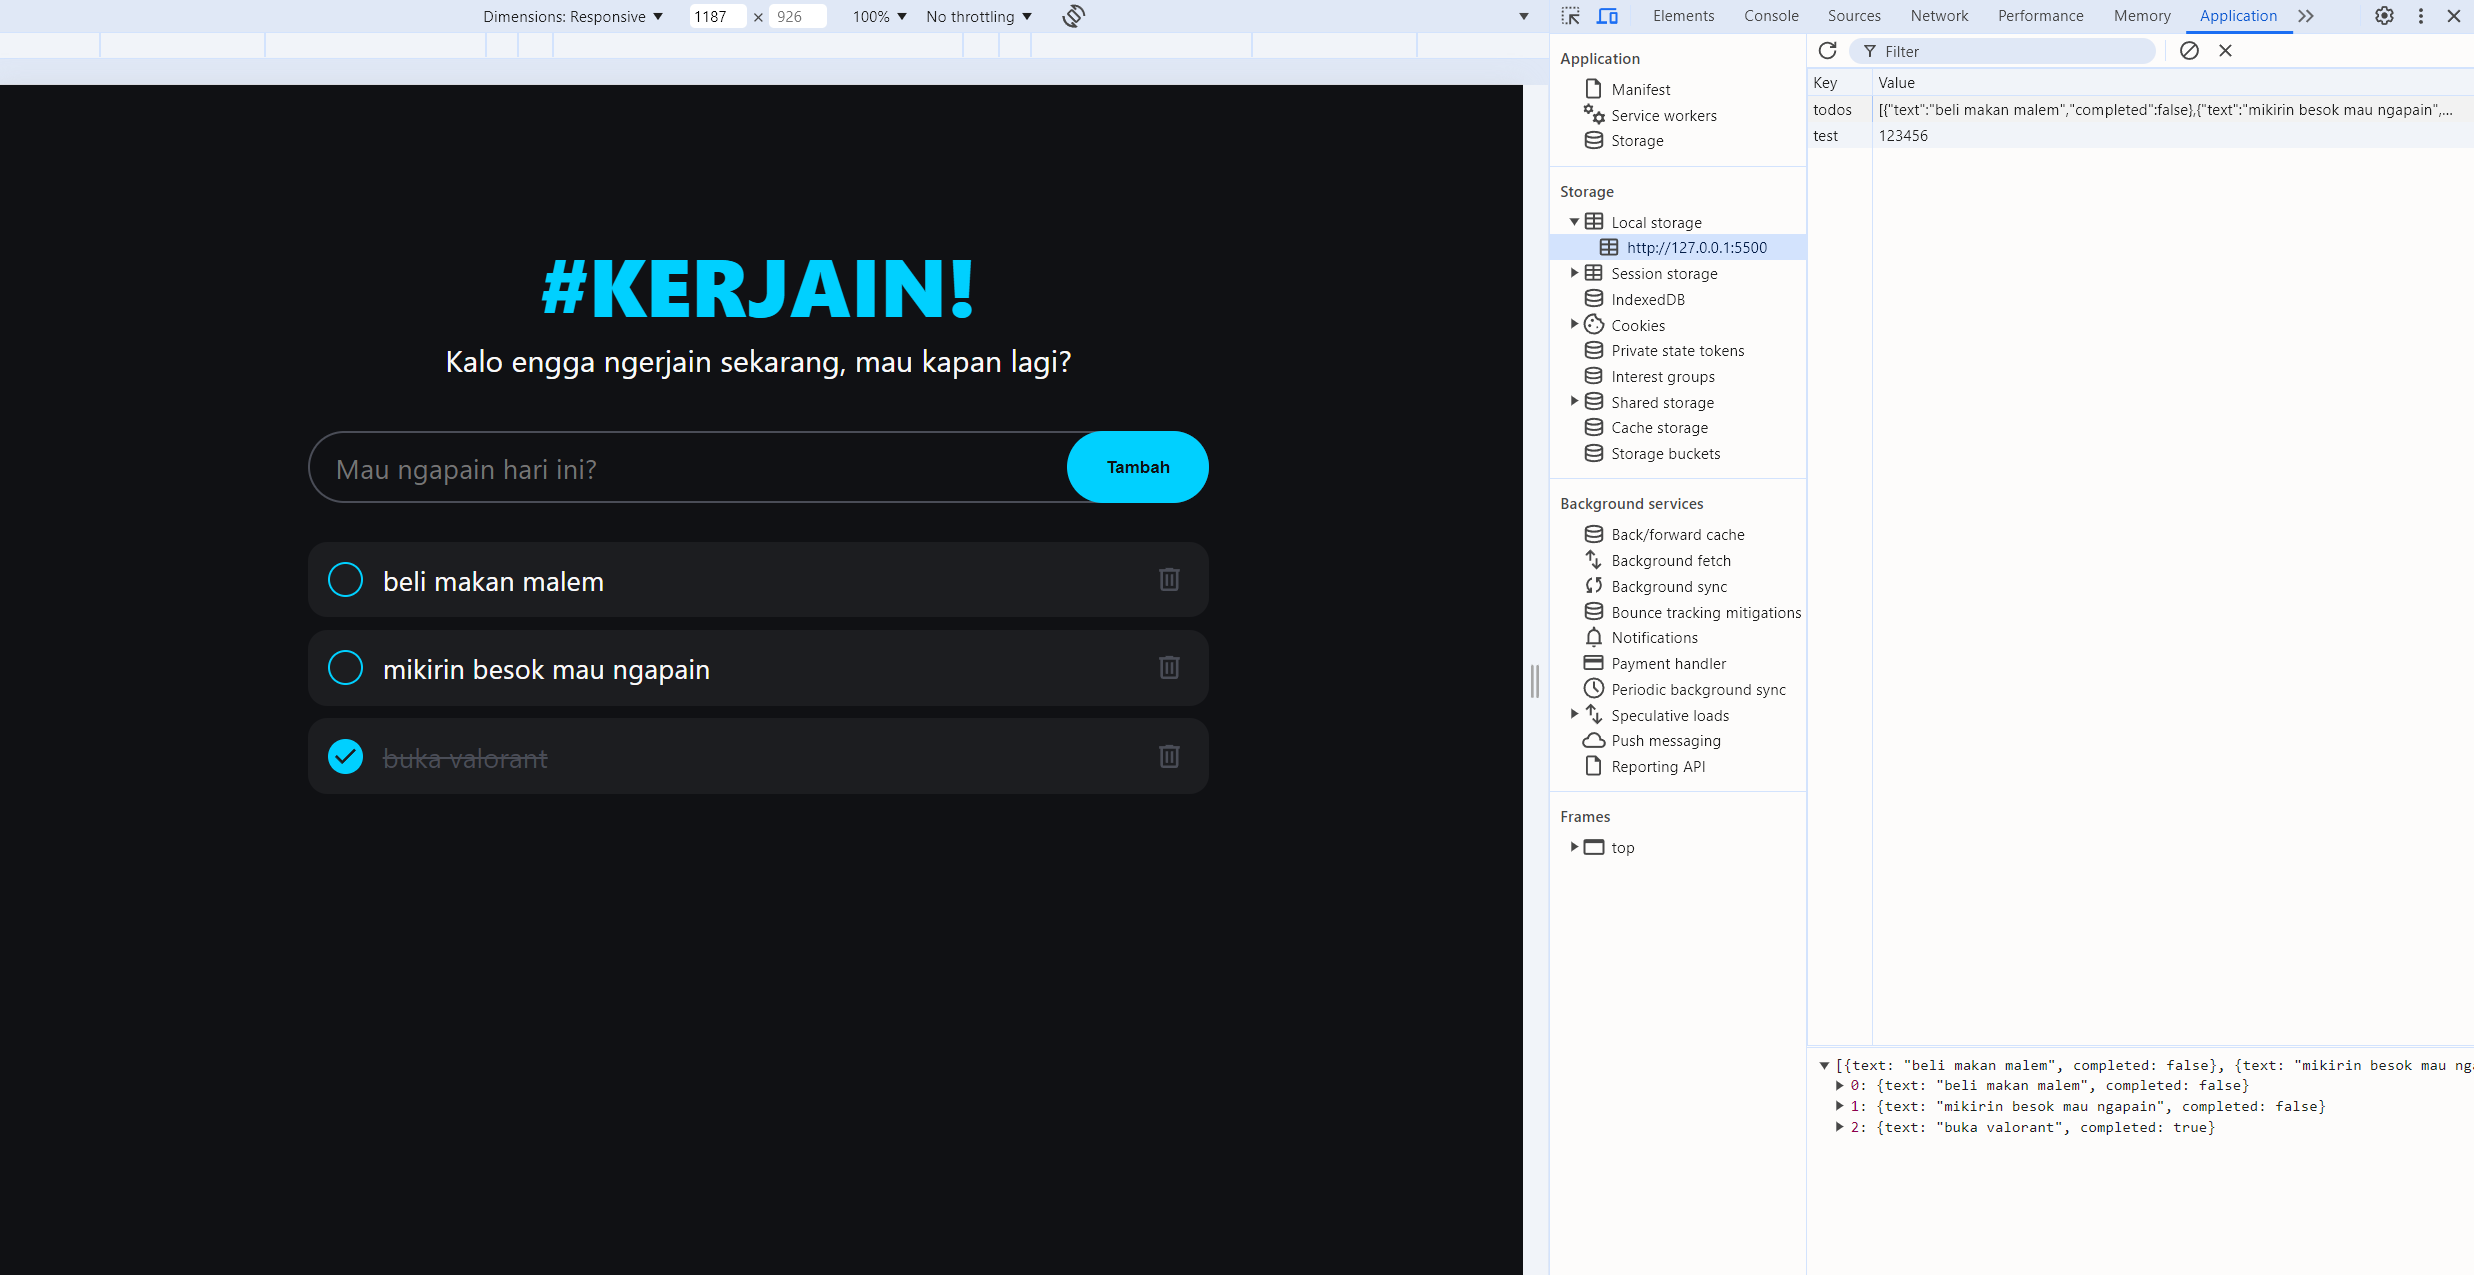 Dimensions: Responsive 1187 × 926 100% No throttling
Elements Console Sources Network Performance Memory Application
#KERJAIN!
Kalo engga ngerjain sekarang, mau kapan lagi?
Mau ngapain hari ini? Tambah
beli makan malem
mikirin besok mau ngapain
buka valorant
Application
Manifest
Service workers
Storage
Storage
Local storage
http://127.0.0.1:5500
Session storage
IndexedDB
Cookies
Private state tokens
Interest groups
Shared storage
Cache storage
Storage buckets
Background services
Back/forward cache
Background fetch
Background sync
Bounce tracking mitigations
Notifications
Payment handler
Periodic background sync
Speculative loads
Push messaging
Reporting API
Frames
top
Filter
Key Value
todos [{"text":"beli makan malem","completed":false},{"text":"mikirin besok mau ngapain",...
test 123456
[{text: "beli makan malem", completed: false}, {text: "mikirin besok mau nga
0: {text: "beli makan malem", completed: false}
1: {text: "mikirin besok mau ngapain", completed: false}
2: {text: "buka valorant", completed: true}